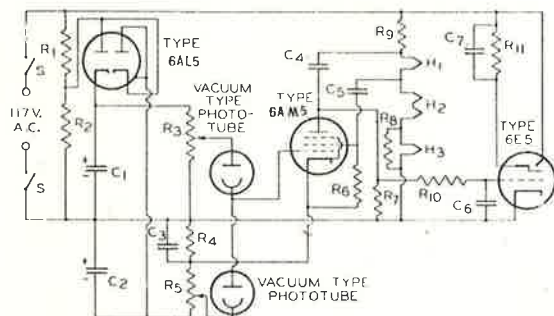 S
117 V.
A.C.
S
R1
R2
TYPE
6AL5
C1
C2
R3
C3
R4
R5
VACUUM
TYPE
PHOTO-
TUBE
VACUUM TYPE
PHOTOTUBE
C4
TYPE
6AM5
C5
R6
R7
R8
R9
H1
H2
H3
R10
C6
C7
R11
TYPE
6E5